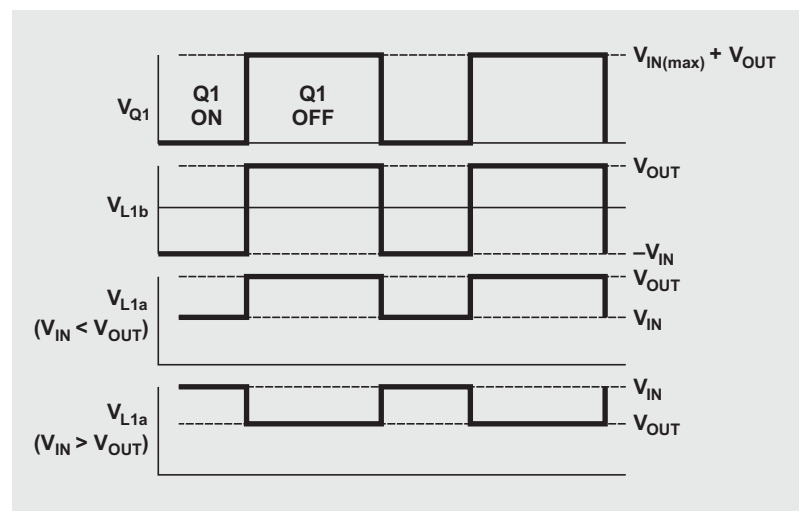 V_Q1
Q1
ON
Q1
OFF
V_IN(max) + V_OUT
V_L1b
V_OUT
–V_IN
V_L1a
(V_IN < V_OUT)
V_OUT
V_IN
V_L1a
(V_IN > V_OUT)
V_IN
V_OUT